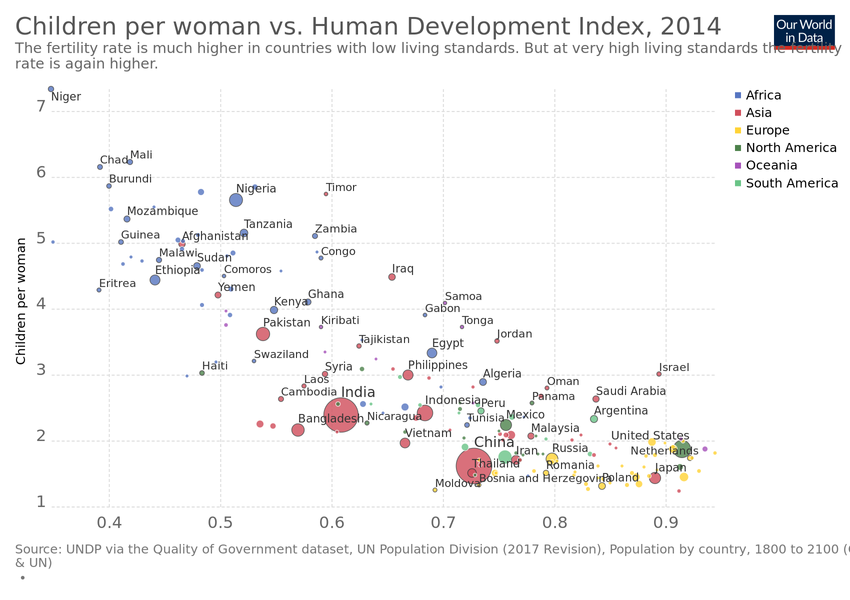 Children per woman vs. Human Development Index, 2014
Our World
in Data
The fertility rate is much higher in countries with low living standards. But at very high living standards the fertility
rate is again higher.
Africa
Asia
Europe
North America
Oceania
South America
Children per woman
7
6
5
4
3
2
1
0.4
0.5
0.6
0.7
0.8
0.9
Niger
Chad
Mali
Burundi
Nigeria
Timor
Mozambique
Guinea
Afghanistan
Tanzania
Zambia
Malawi
Sudan
Congo
Ethiopia
Comoros
Iraq
Eritrea
Yemen
Kenya
Ghana
Samoa
Gabon
Pakistan
Kiribati
Tonga
Tajikistan
Egypt
Jordan
Swaziland
Haiti
Syria
Philippines
Algeria
Israel
Laos
Cambodia
India
Oman
Panama
Saudi Arabia
Indonesia
Peru
Bangladesh
Nicaragua
Tunisia
Mexico
Argentina
Vietnam
Malaysia
United States
China
Iran
Russia
Netherlands
Thailand
Romania
Japan
Moldova
Bosnia and Herzegovina
Poland
Source: UNDP via the Quality of Government dataset, UN Population Division (2017 Revision), Population by country, 1800 to 2100 (
& UN)
•